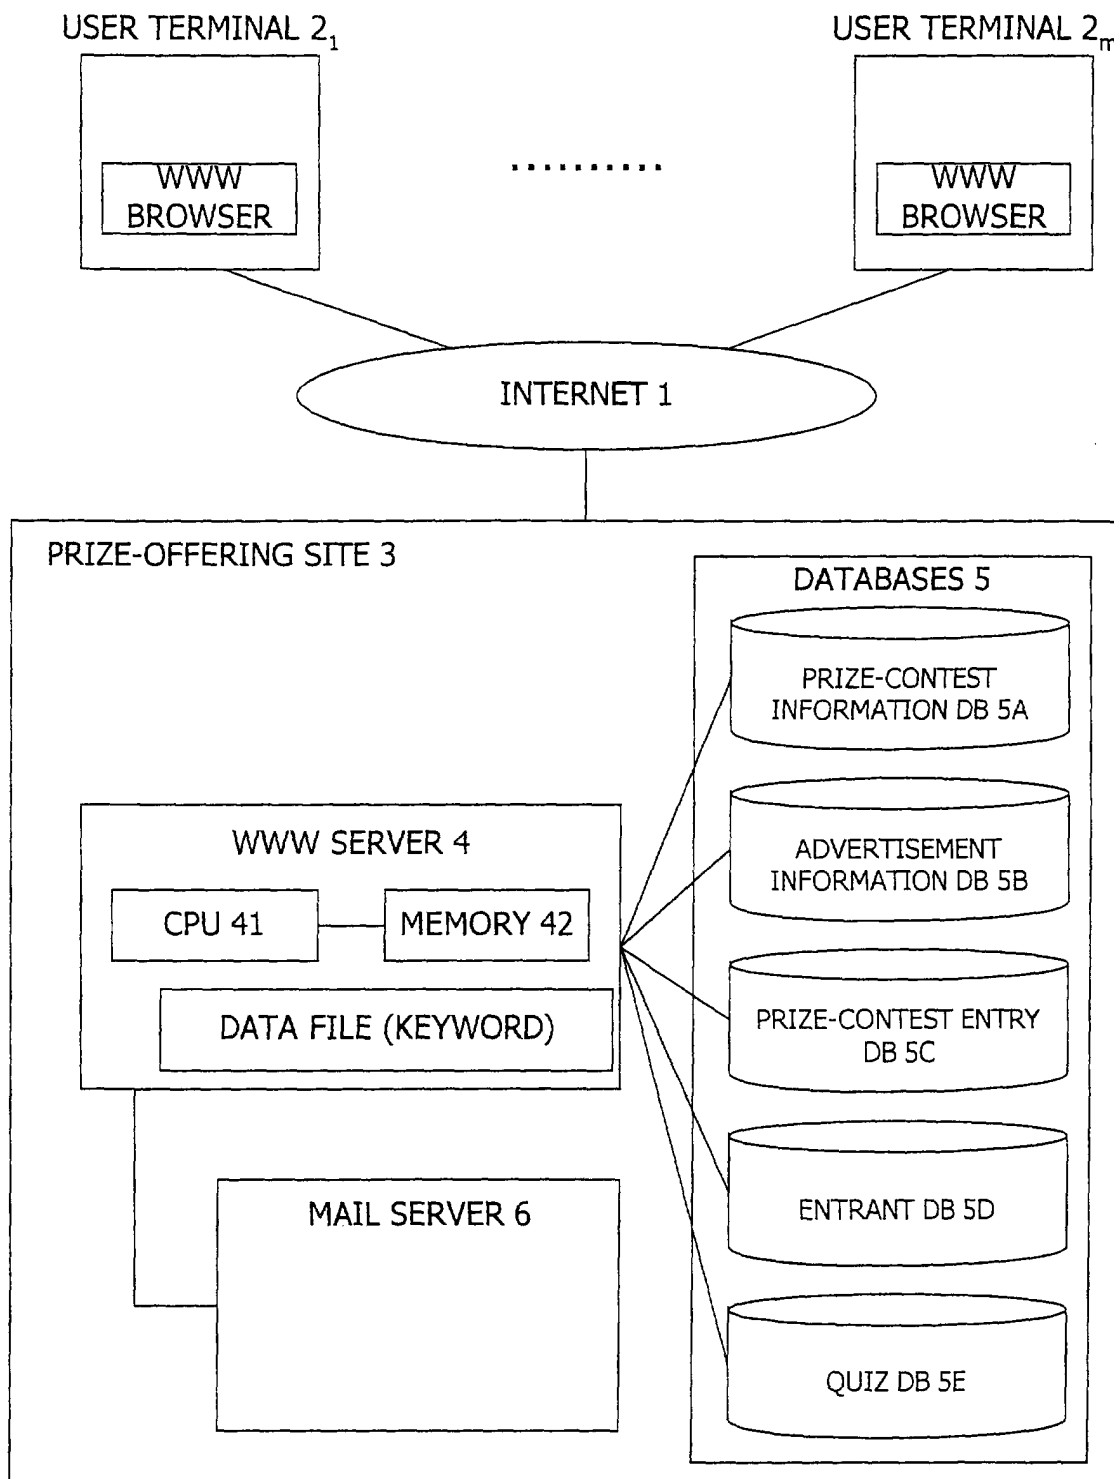 USER TERMINAL 2₁
USER TERMINAL 2ₘ
WWW
BROWSER
..........
WWW
BROWSER
INTERNET 1
PRIZE-OFFERING SITE 3
DATABASES 5
PRIZE-CONTEST
INFORMATION DB 5A
ADVERTISEMENT
INFORMATION DB 5B
PRIZE-CONTEST ENTRY
DB 5C
ENTRANT DB 5D
QUIZ DB 5E
WWW SERVER 4
CPU 41
MEMORY 42
DATA FILE (KEYWORD)
MAIL SERVER 6